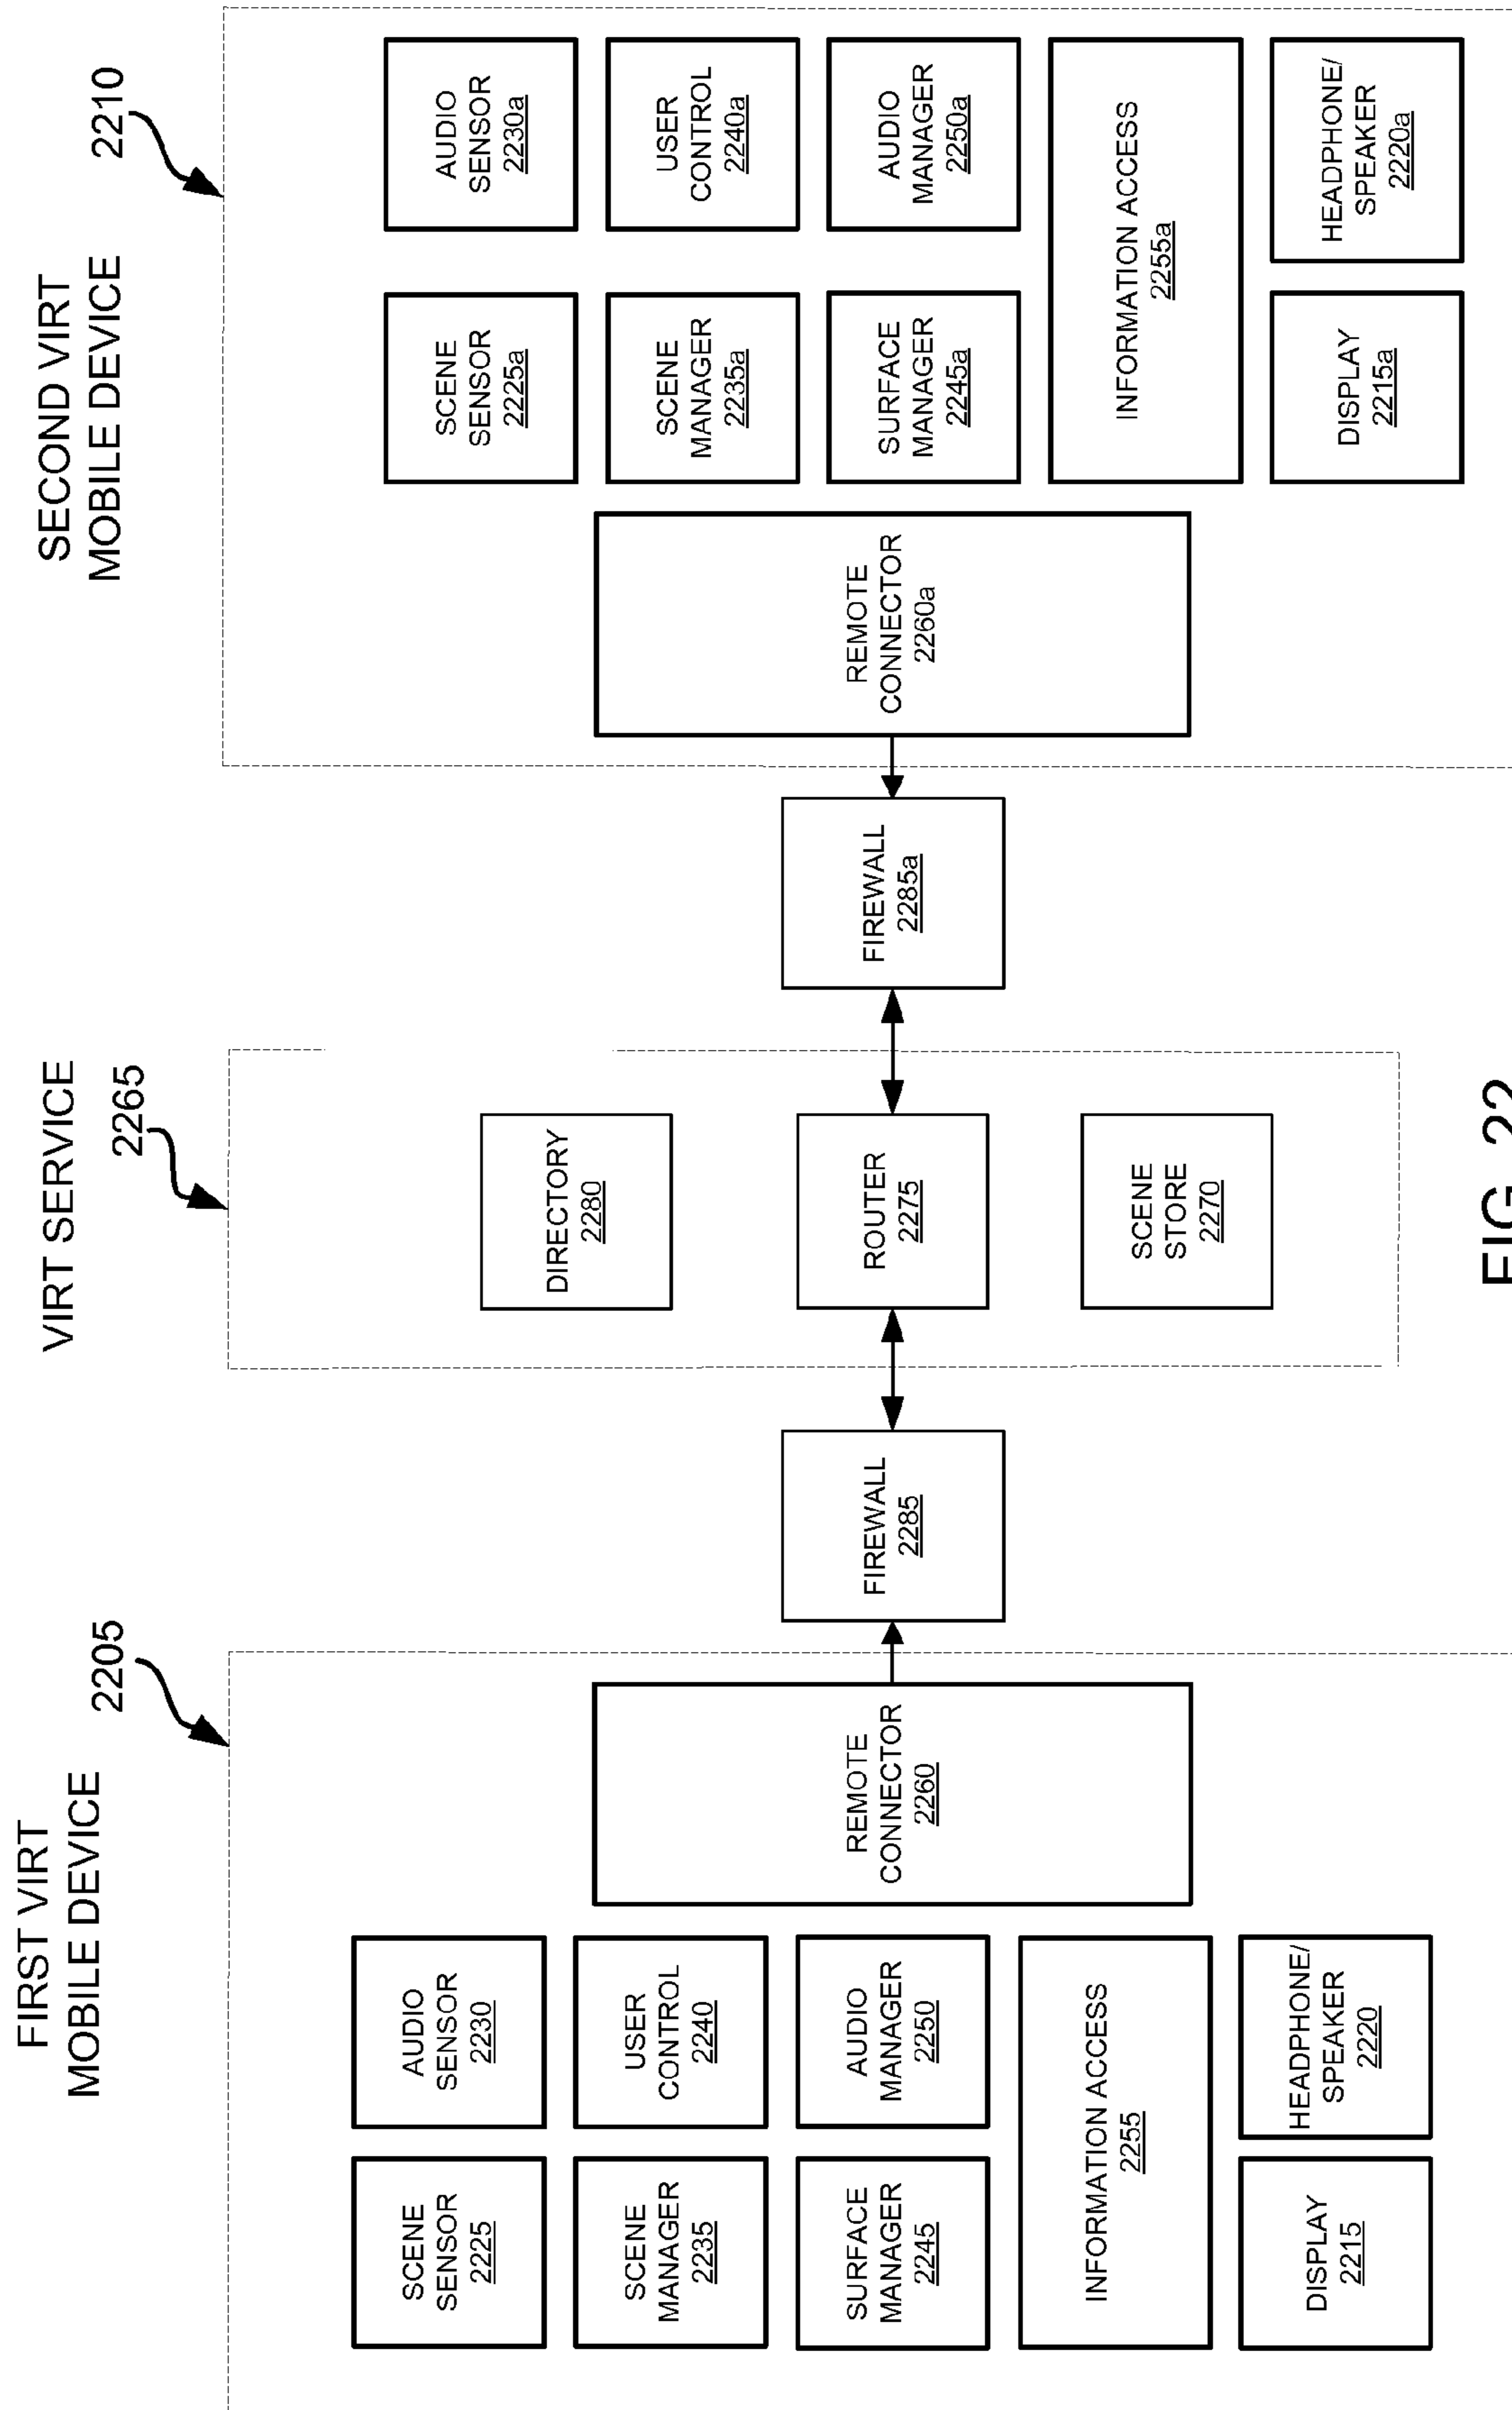 FIRST VIRT
MOBILE DEVICE
2205
SCENE
SENSOR
2225
AUDIO
SENSOR
2230
SCENE
MANAGER
2235
USER
CONTROL
2240
SURFACE
MANAGER
2245
AUDIO
MANAGER
2250
INFORMATION ACCESS
2255
DISPLAY
2215
HEADPHONE/
SPEAKER
2220
REMOTE
CONNECTOR
2260
FIREWALL
2285
VIRT SERVICE
2265
DIRECTORY
2280
ROUTER
2275
SCENE
STORE
2270
FIREWALL
2285a
SECOND VIRT
MOBILE DEVICE
2210
REMOTE
CONNECTOR
2260a
SCENE
SENSOR
2225a
AUDIO
SENSOR
2230a
SCENE
MANAGER
2235a
USER
CONTROL
2240a
SURFACE
MANAGER
2245a
AUDIO
MANAGER
2250a
INFORMATION ACCESS
2255a
DISPLAY
2215a
HEADPHONE/
SPEAKER
2220a
FIG. 22